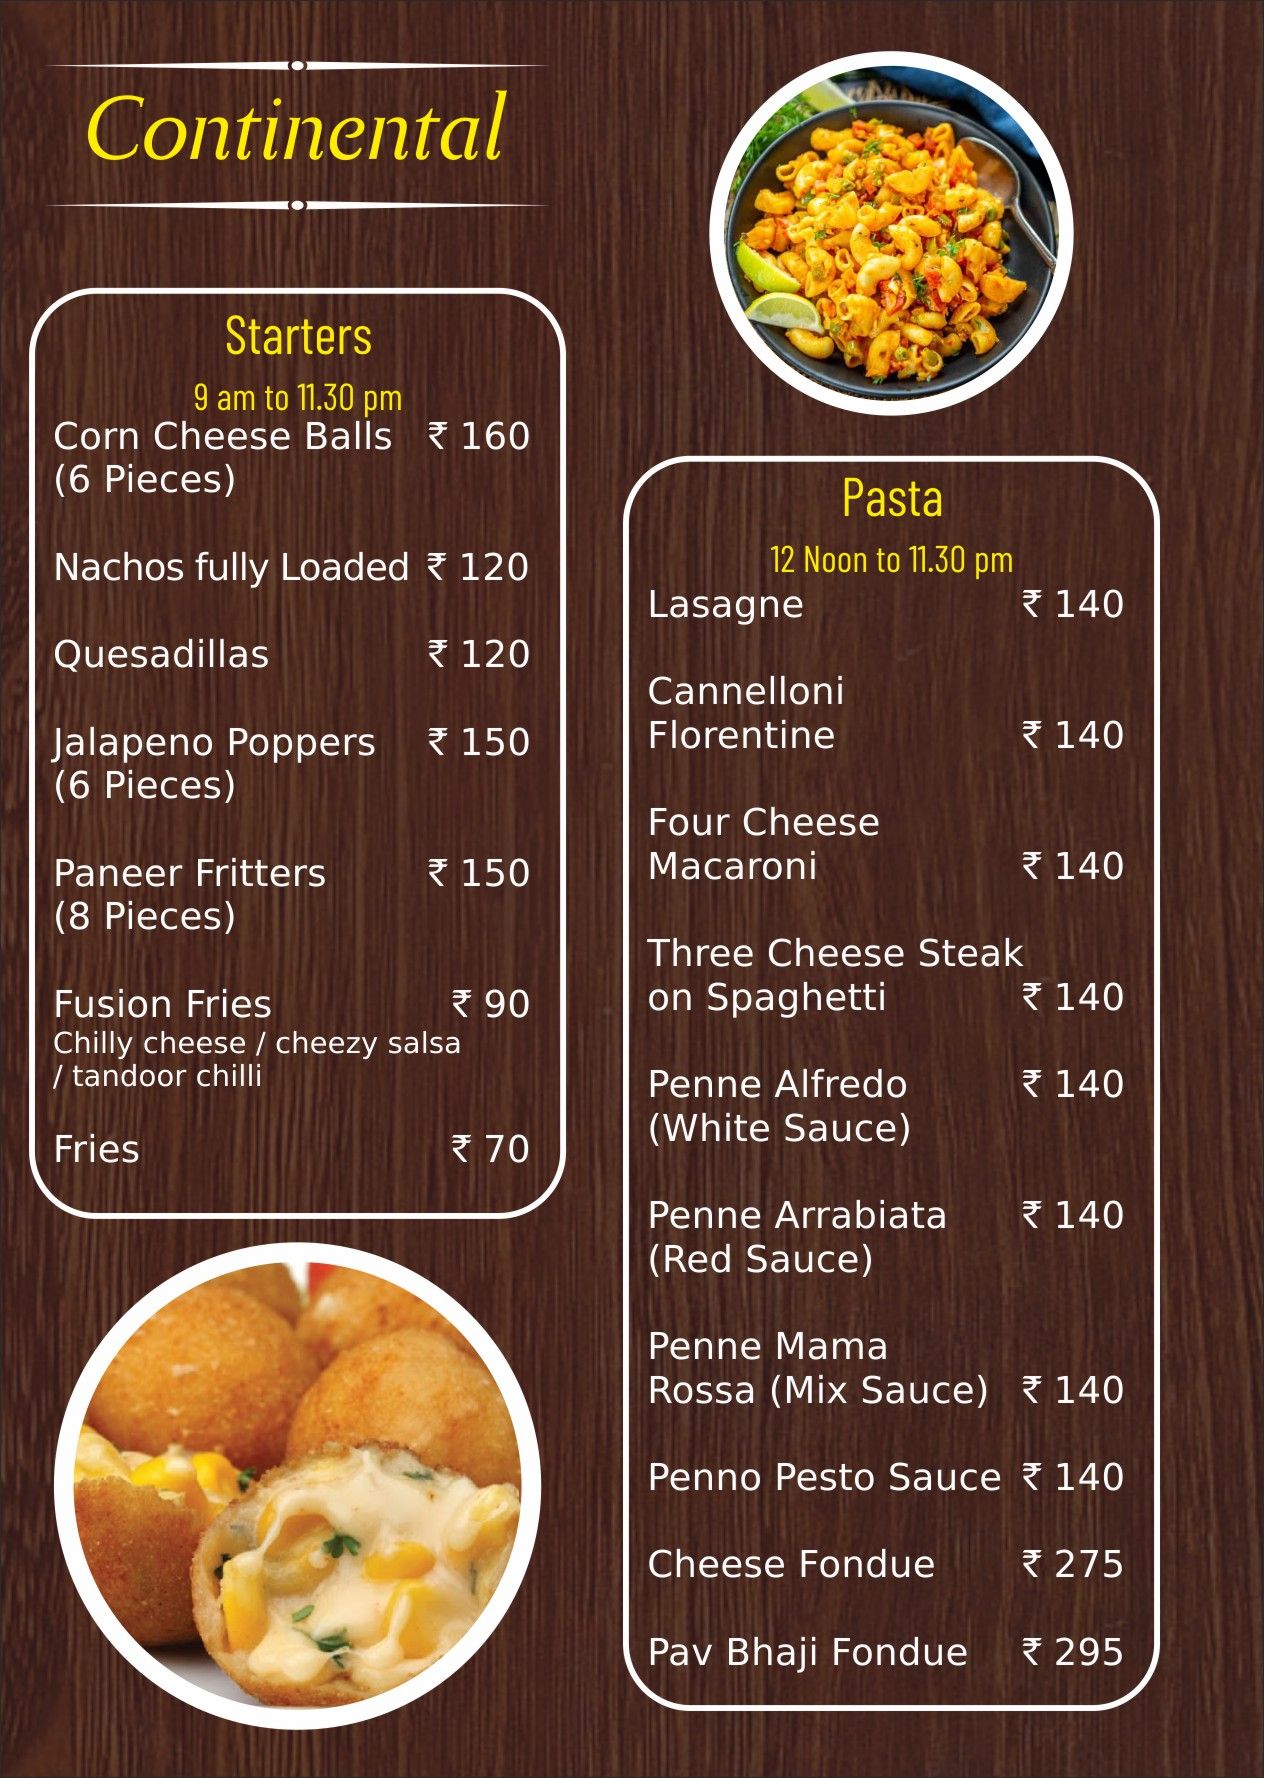 Continental
Starters
9 am to 11.30 pm
Corn Cheese Balls ₹ 160
(6 Pieces)
Nachos fully Loaded ₹ 120
Quesadillas ₹ 120
Jalapeno Poppers ₹ 150
(6 Pieces)
Paneer Fritters ₹ 150
(8 Pieces)
Fusion Fries ₹ 90
Chilly cheese / cheezy salsa
/ tandoor chilli
Fries ₹ 70
Pasta
12 Noon to 11.30 pm
Lasagne ₹ 140
Cannelloni
Florentine ₹ 140
Four Cheese
Macaroni ₹ 140
Three Cheese Steak
on Spaghetti ₹ 140
Penne Alfredo ₹ 140
(White Sauce)
Penne Arrabiata ₹ 140
(Red Sauce)
Penne Mama
Rossa (Mix Sauce) ₹ 140
Penno Pesto Sauce ₹ 140
Cheese Fondue ₹ 275
Pav Bhaji Fondue ₹ 295